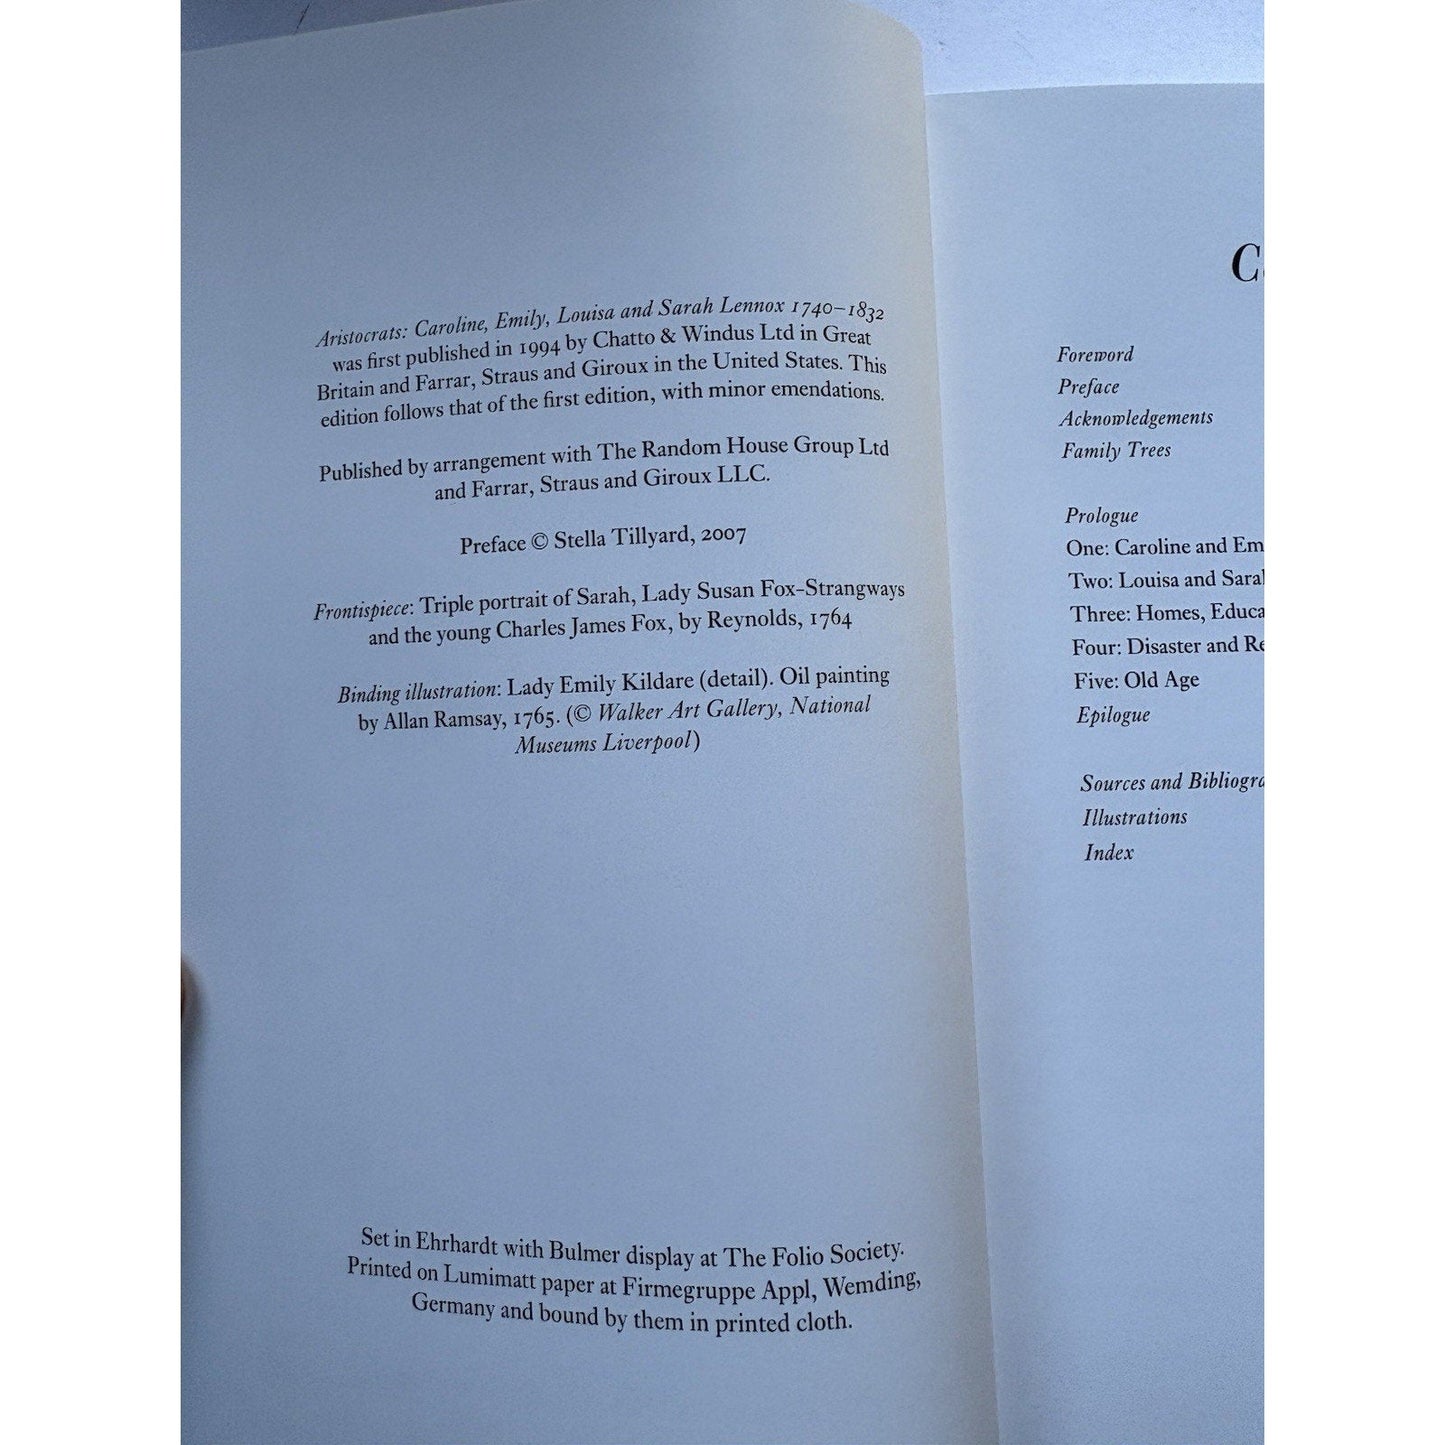 Aristocrats: Caroline, Emily, Louisa and Sarah Lennox 1740–1832
was first published in 1994 by Chatto & Windus Ltd in Great
Britain and Farrar, Straus and Giroux in the United States. This
edition follows that of the first edition, with minor emendations.
Published by arrangement with The Random House Group Ltd
and Farrar, Straus and Giroux LLC.
Preface © Stella Tillyard, 2007
Frontispiece: Triple portrait of Sarah, Lady Susan Fox-Strangways
and the young Charles James Fox, by Reynolds, 1764
Binding illustration: Lady Emily Kildare (detail). Oil painting
by Allan Ramsay, 1765. (© Walker Art Gallery, National
Museums Liverpool)
Set in Ehrhardt with Bulmer display at The Folio Society.
Printed on Lumimatt paper at Firmegruppe Appl, Wemding,
Germany and bound by them in printed cloth.
C
Foreword
Preface
Acknowledgements
Family Trees
Prologue
One: Caroline and Em
Two: Louisa and Sara
Three: Homes, Educa
Four: Disaster and Re
Five: Old Age
Epilogue
Sources and Bibliogra
Illustrations
Index